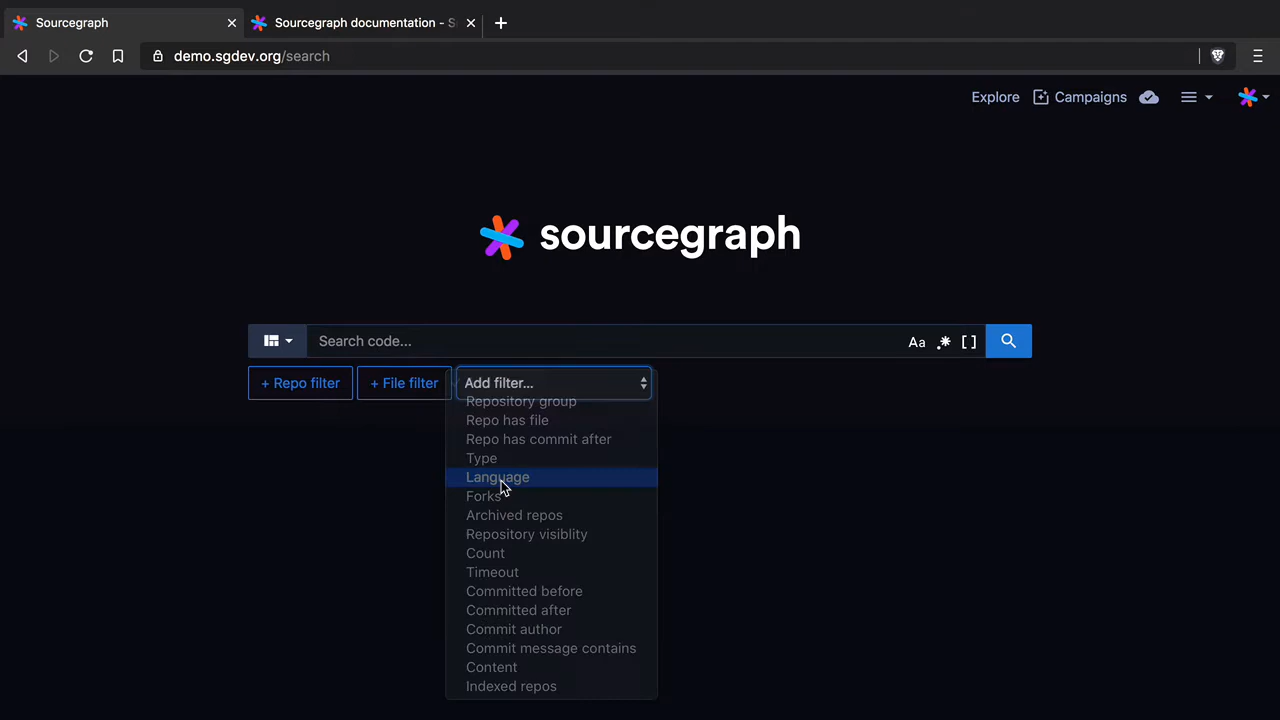 Sourcegraph
Sourcegraph documentation - S
demo.sgdev.org/search
Explore
Campaigns
sourcegraph
Search code...
Aa
.*
[ ]
+ Repo filter
+ File filter
Add filter...
Repository group
Repo has file
Repo has commit after
Type
Language
Forks
Archived repos
Repository visiblity
Count
Timeout
Committed before
Committed after
Commit author
Commit message contains
Content
Indexed repos